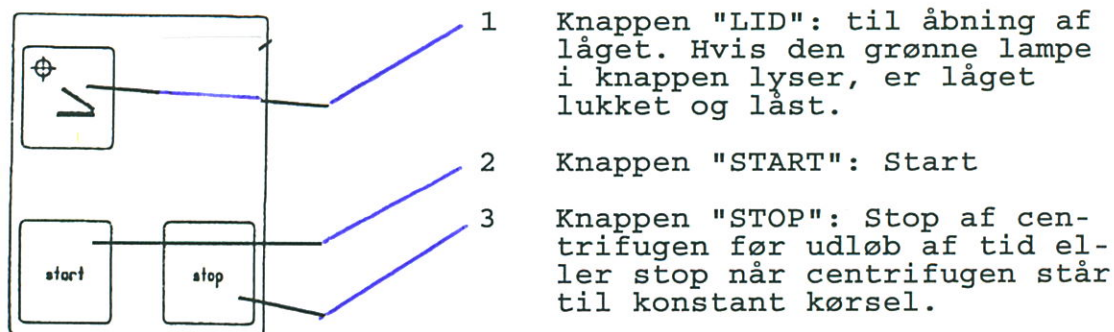 1 Knappen "LID": til åbning af
låget. Hvis den grønne lampe
i knappen lyser, er låget
lukket og låst.
2 Knappen "START": Start
3 Knappen "STOP": Stop af cen-
trifugen før udløb af tid el-
ler stop når centrifugen står
til konstant kørsel.
start
stop